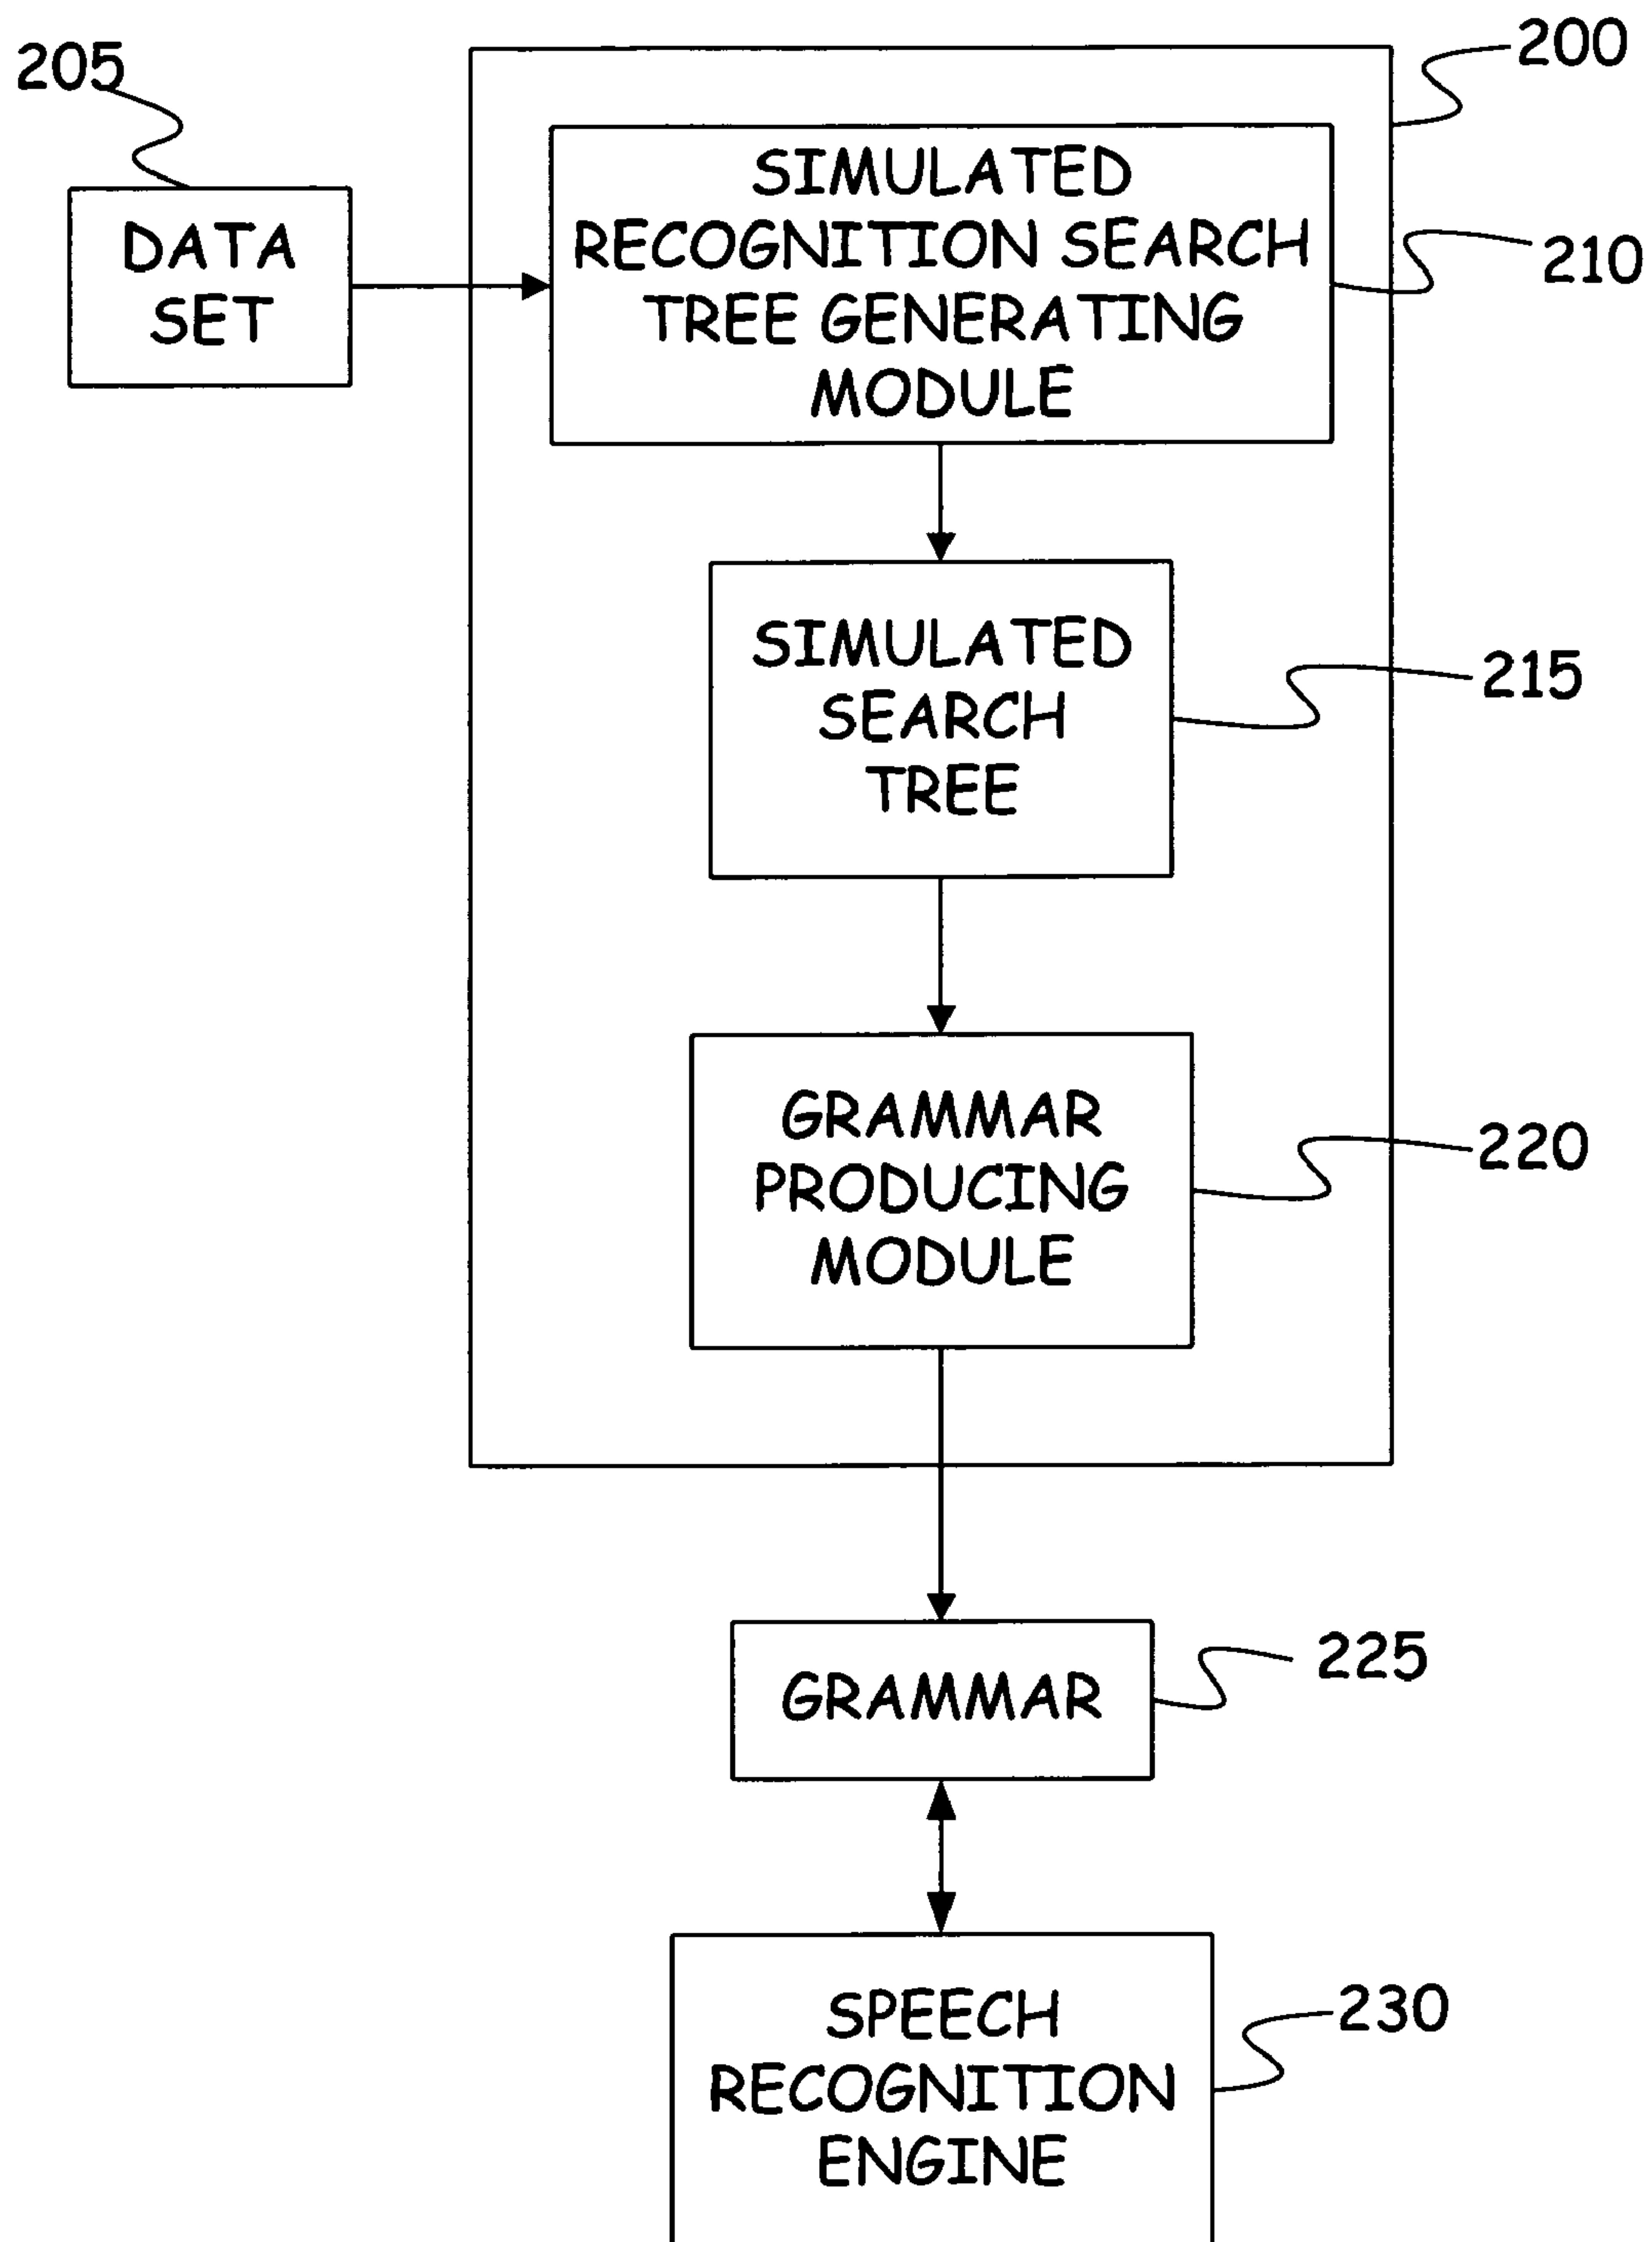 200
205
SIMULATED
RECOGNITION SEARCH
TREE GENERATING
MODULE
210
DATA
SET
SIMULATED
SEARCH
TREE
215
GRAMMAR
PRODUCING
MODULE
220
GRAMMAR
225
SPEECH
RECOGNITION
ENGINE
230